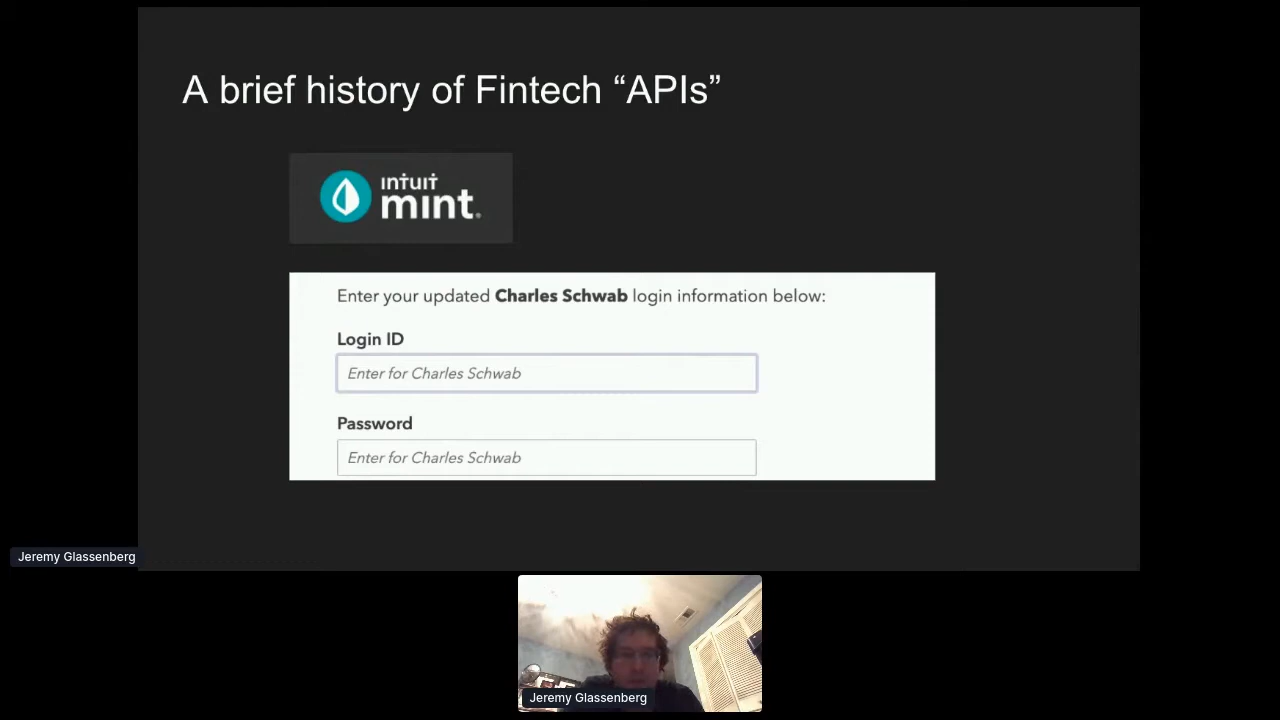 A brief history of Fintech “APIs”
intuit
mint.
Enter your updated Charles Schwab login information below:
Login ID
Enter for Charles Schwab
Password
Enter for Charles Schwab
Jeremy Glassenberg
Jeremy Glassenberg